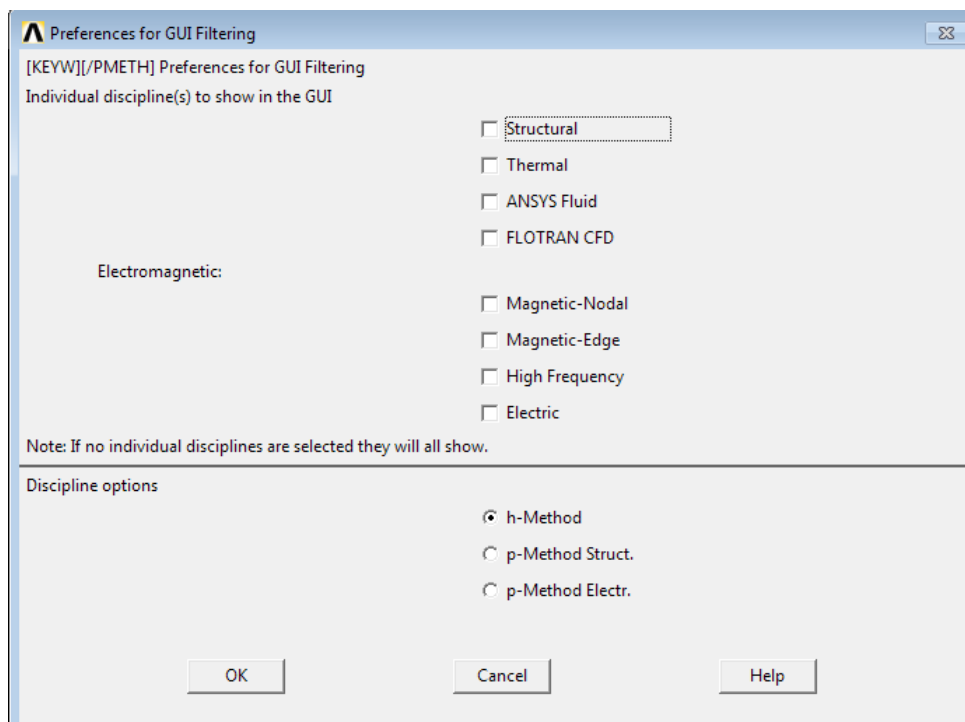 Preferences for GUI Filtering
[KEYW][/PMETH] Preferences for GUI Filtering
Individual discipline(s) to show in the GUI
Structural
Thermal
ANSYS Fluid
FLOTRAN CFD
Electromagnetic:
Magnetic-Nodal
Magnetic-Edge
High Frequency
Electric
Note: If no individual disciplines are selected they will all show.
Discipline options
h-Method
p-Method Struct.
p-Method Electr.
OK Cancel Help